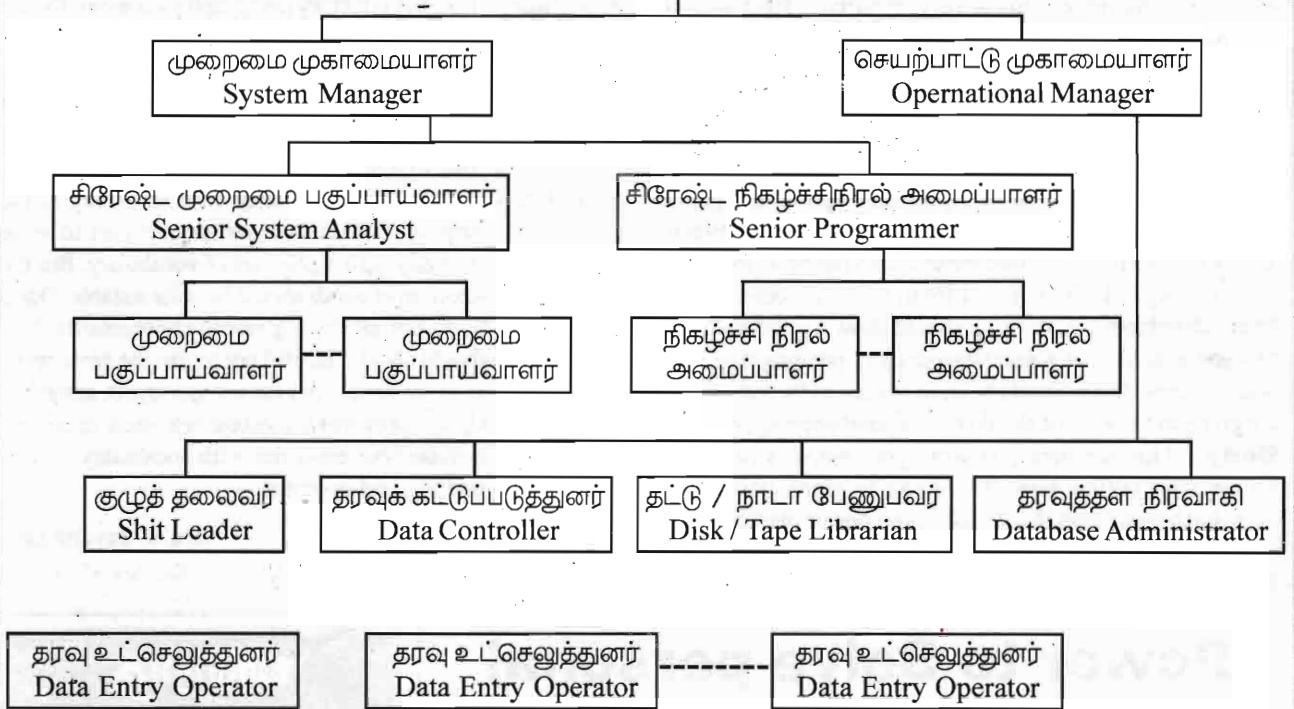 முறைமை முகாமையாளர்
System Manager
செயற்பாட்டு முகாமையாளர்
Opernational Manager
சிரேஷ்ட முறைமை பகுப்பாய்வாளர்
Senior System Analyst
சிரேஷ்ட நிகழ்ச்சிநிரல் அமைப்பாளர்
Senior Programmer
முறைமை
பகுப்பாய்வாளர்
முறைமை
பகுப்பாய்வாளர்
நிகழ்ச்சி நிரல்
அமைப்பாளர்
நிகழ்ச்சி நிரல்
அமைப்பாளர்
குழுத் தலைவர்
Shit Leader
தரவுக் கட்டுப்படுத்துனர்
Data Controller
தட்டு / நாடா பேணுபவர்
Disk / Tape Librarian
தரவுத்தள நிர்வாகி
Database Administrator
தரவு உட்செலுத்துனர்
Data Entry Operator
தரவு உட்செலுத்துனர்
Data Entry Operator
தரவு உட்செலுத்துனர்
Data Entry Operator